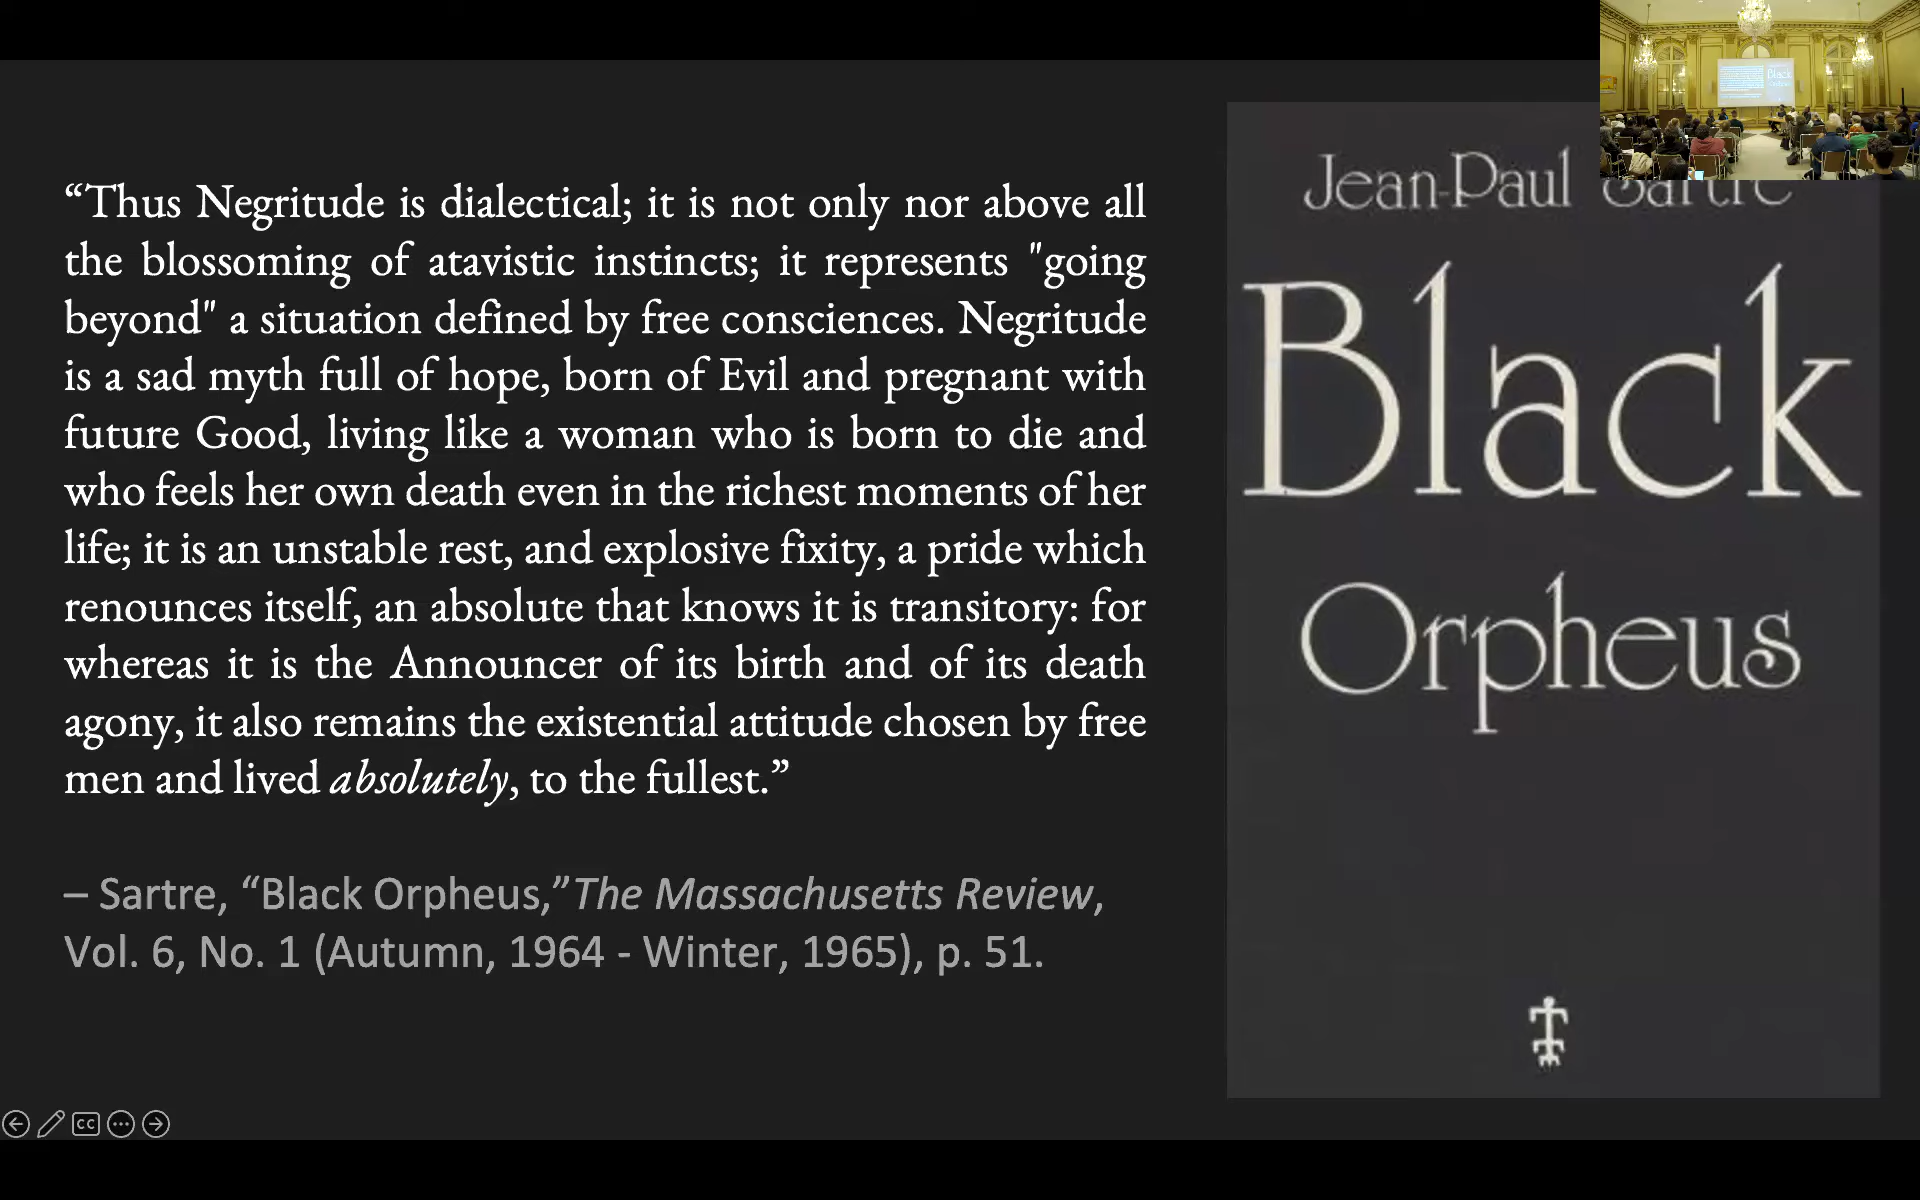 “Thus Negritude is dialectical; it is not only nor above all
the blossoming of atavistic instincts; it represents "going
beyond" a situation defined by free consciences. Negritude
is a sad myth full of hope, born of Evil and pregnant with
future Good, living like a woman who is born to die and
who feels her own death even in the richest moments of her
life; it is an unstable rest, and explosive fixity, a pride which
renounces itself, an absolute that knows it is transitory: for
whereas it is the Announcer of its birth and of its death
agony, it also remains the existential attitude chosen by free
men and lived absolutely, to the fullest.”
– Sartre, “Black Orpheus,”The Massachusetts Review,
Vol. 6, No. 1 (Autumn, 1964 - Winter, 1965), p. 51.
Jean-Paul Sartre
Black
Orpheus
CC
Black